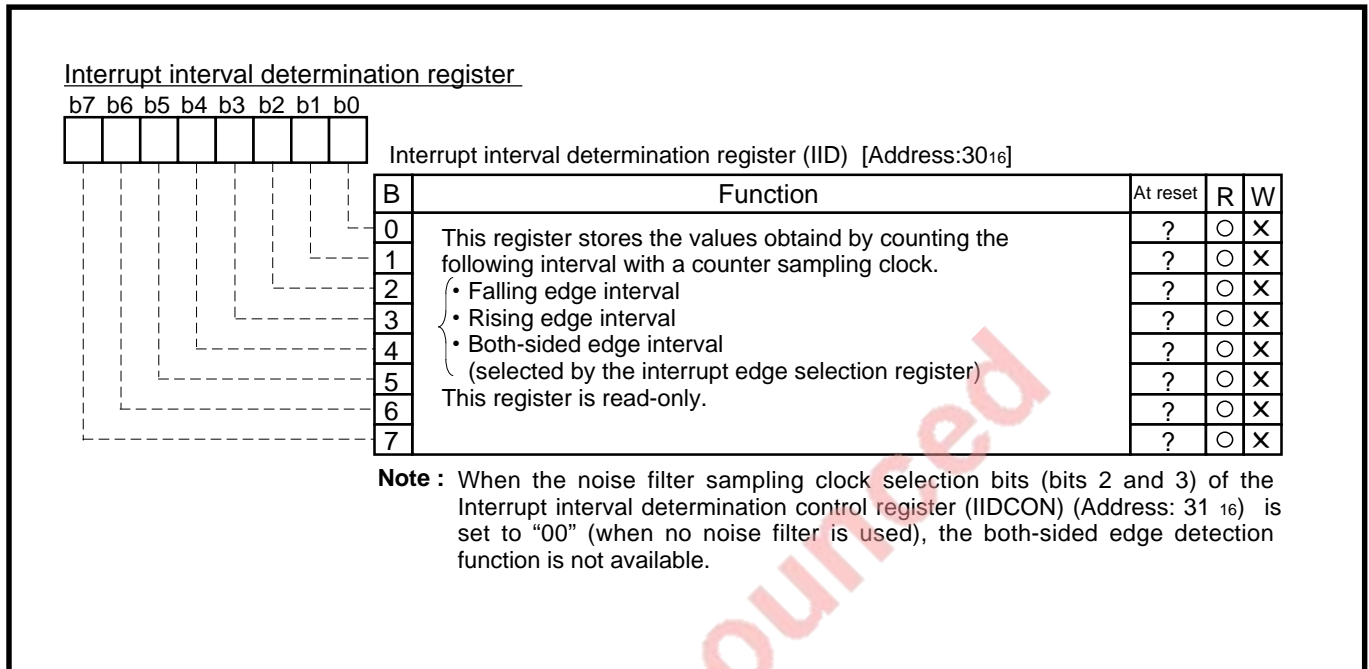 Interrupt interval determination register
b7 b6 b5 b4 b3 b2 b1 b0
Interrupt interval determination register (IID) [Address:3016]
B Function At reset R W
0 ? ○ ×
This register stores the values obtaind by counting the
1 ? ○ ×
following interval with a counter sampling clock.
2 • Falling edge interval ? ○ ×
3 • Rising edge interval ? ○ ×
4 • Both-sided edge interval ? ○ ×
5 (selected by the interrupt edge selection register) ? ○ ×
6 This register is read-only. ? ○ ×
7 ? ○ ×
Note : When the noise filter sampling clock selection bits (bits 2 and 3) of the
Interrupt interval determination control register (IIDCON) (Address: 31 16) is
set to “00” (when no noise filter is used), the both-sided edge detection
function is not available.